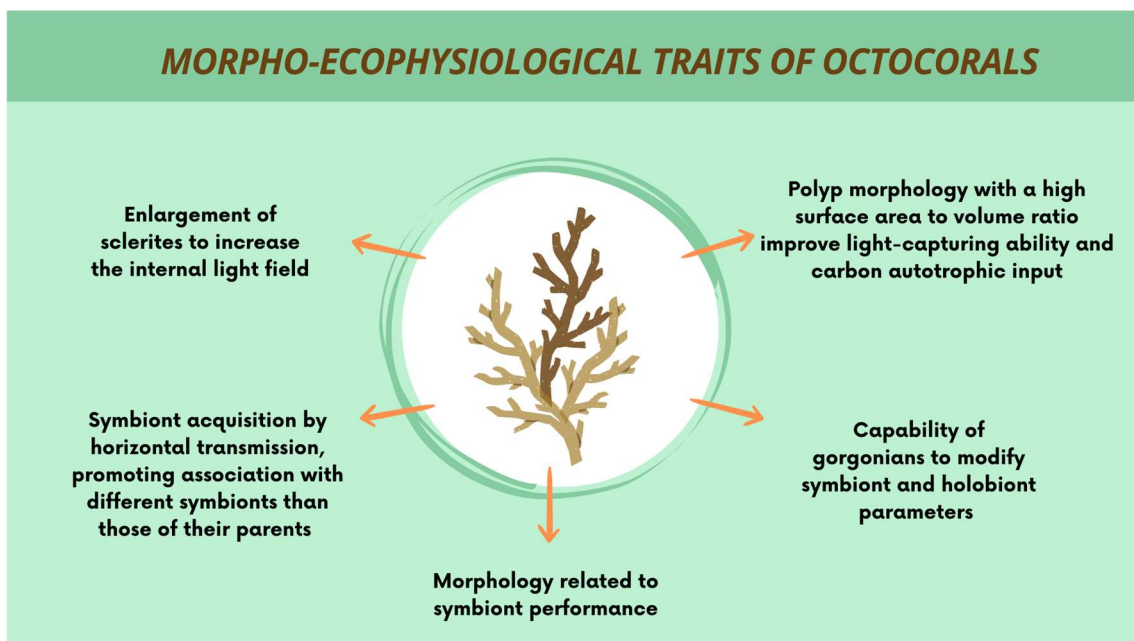 MORPHO-ECOPHYSIOLOGICAL TRAITS OF OCTOCORALS
Enlargement of
sclerites to increase
the internal light field
Polyp morphology with a high
surface area to volume ratio
improve light-capturing ability and
carbon autotrophic input
Symbiont acquisition by
horizontal transmission,
promoting association with
different symbionts than
those of their parents
Capability of
gorgonians to modify
symbiont and holobiont
parameters
Morphology related to
symbiont performance